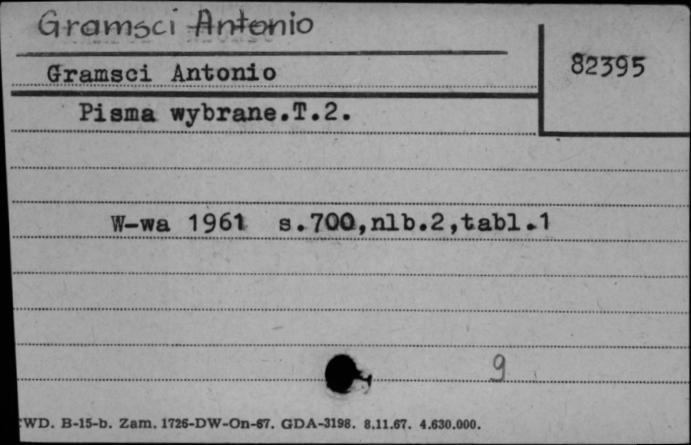 Gramsci Antonio
82395
Gramsci Antonio
Pisma wybrane.T.2.
W-wa 1961 s.700,nlb.2,tabl.1
9
WD. B-15-b. Zam. 1726-DW-On-67. GDA-3198. 8.11.67. 4.630.000.